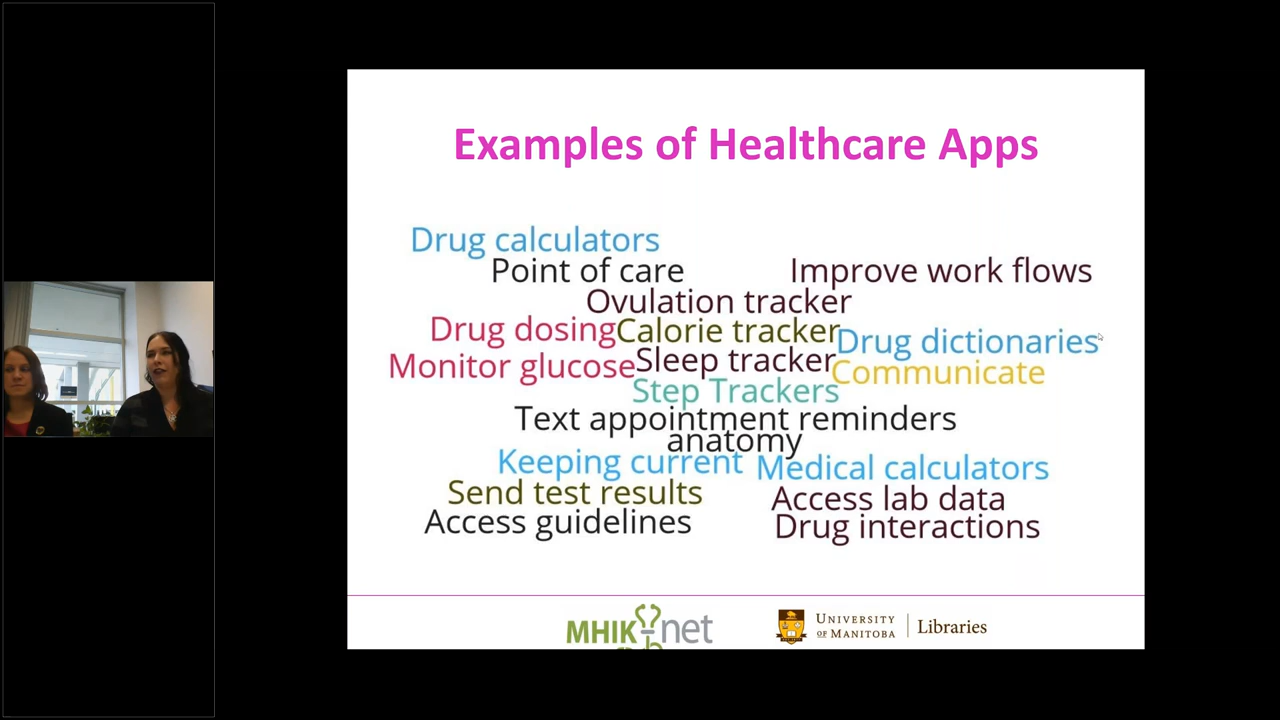 Examples of Healthcare Apps
Drug calculators
Point of care
Improve work flows
Ovulation tracker
Drug dosing
Calorie tracker
Drug dictionaries
Monitor glucose
Sleep tracker
Communicate
Step Trackers
Text appointment reminders
anatomy
Keeping current
Medical calculators
Send test results
Access lab data
Access guidelines
Drug interactions
MHIKnet
UNIVERSITY
OF MANITOBA
Libraries